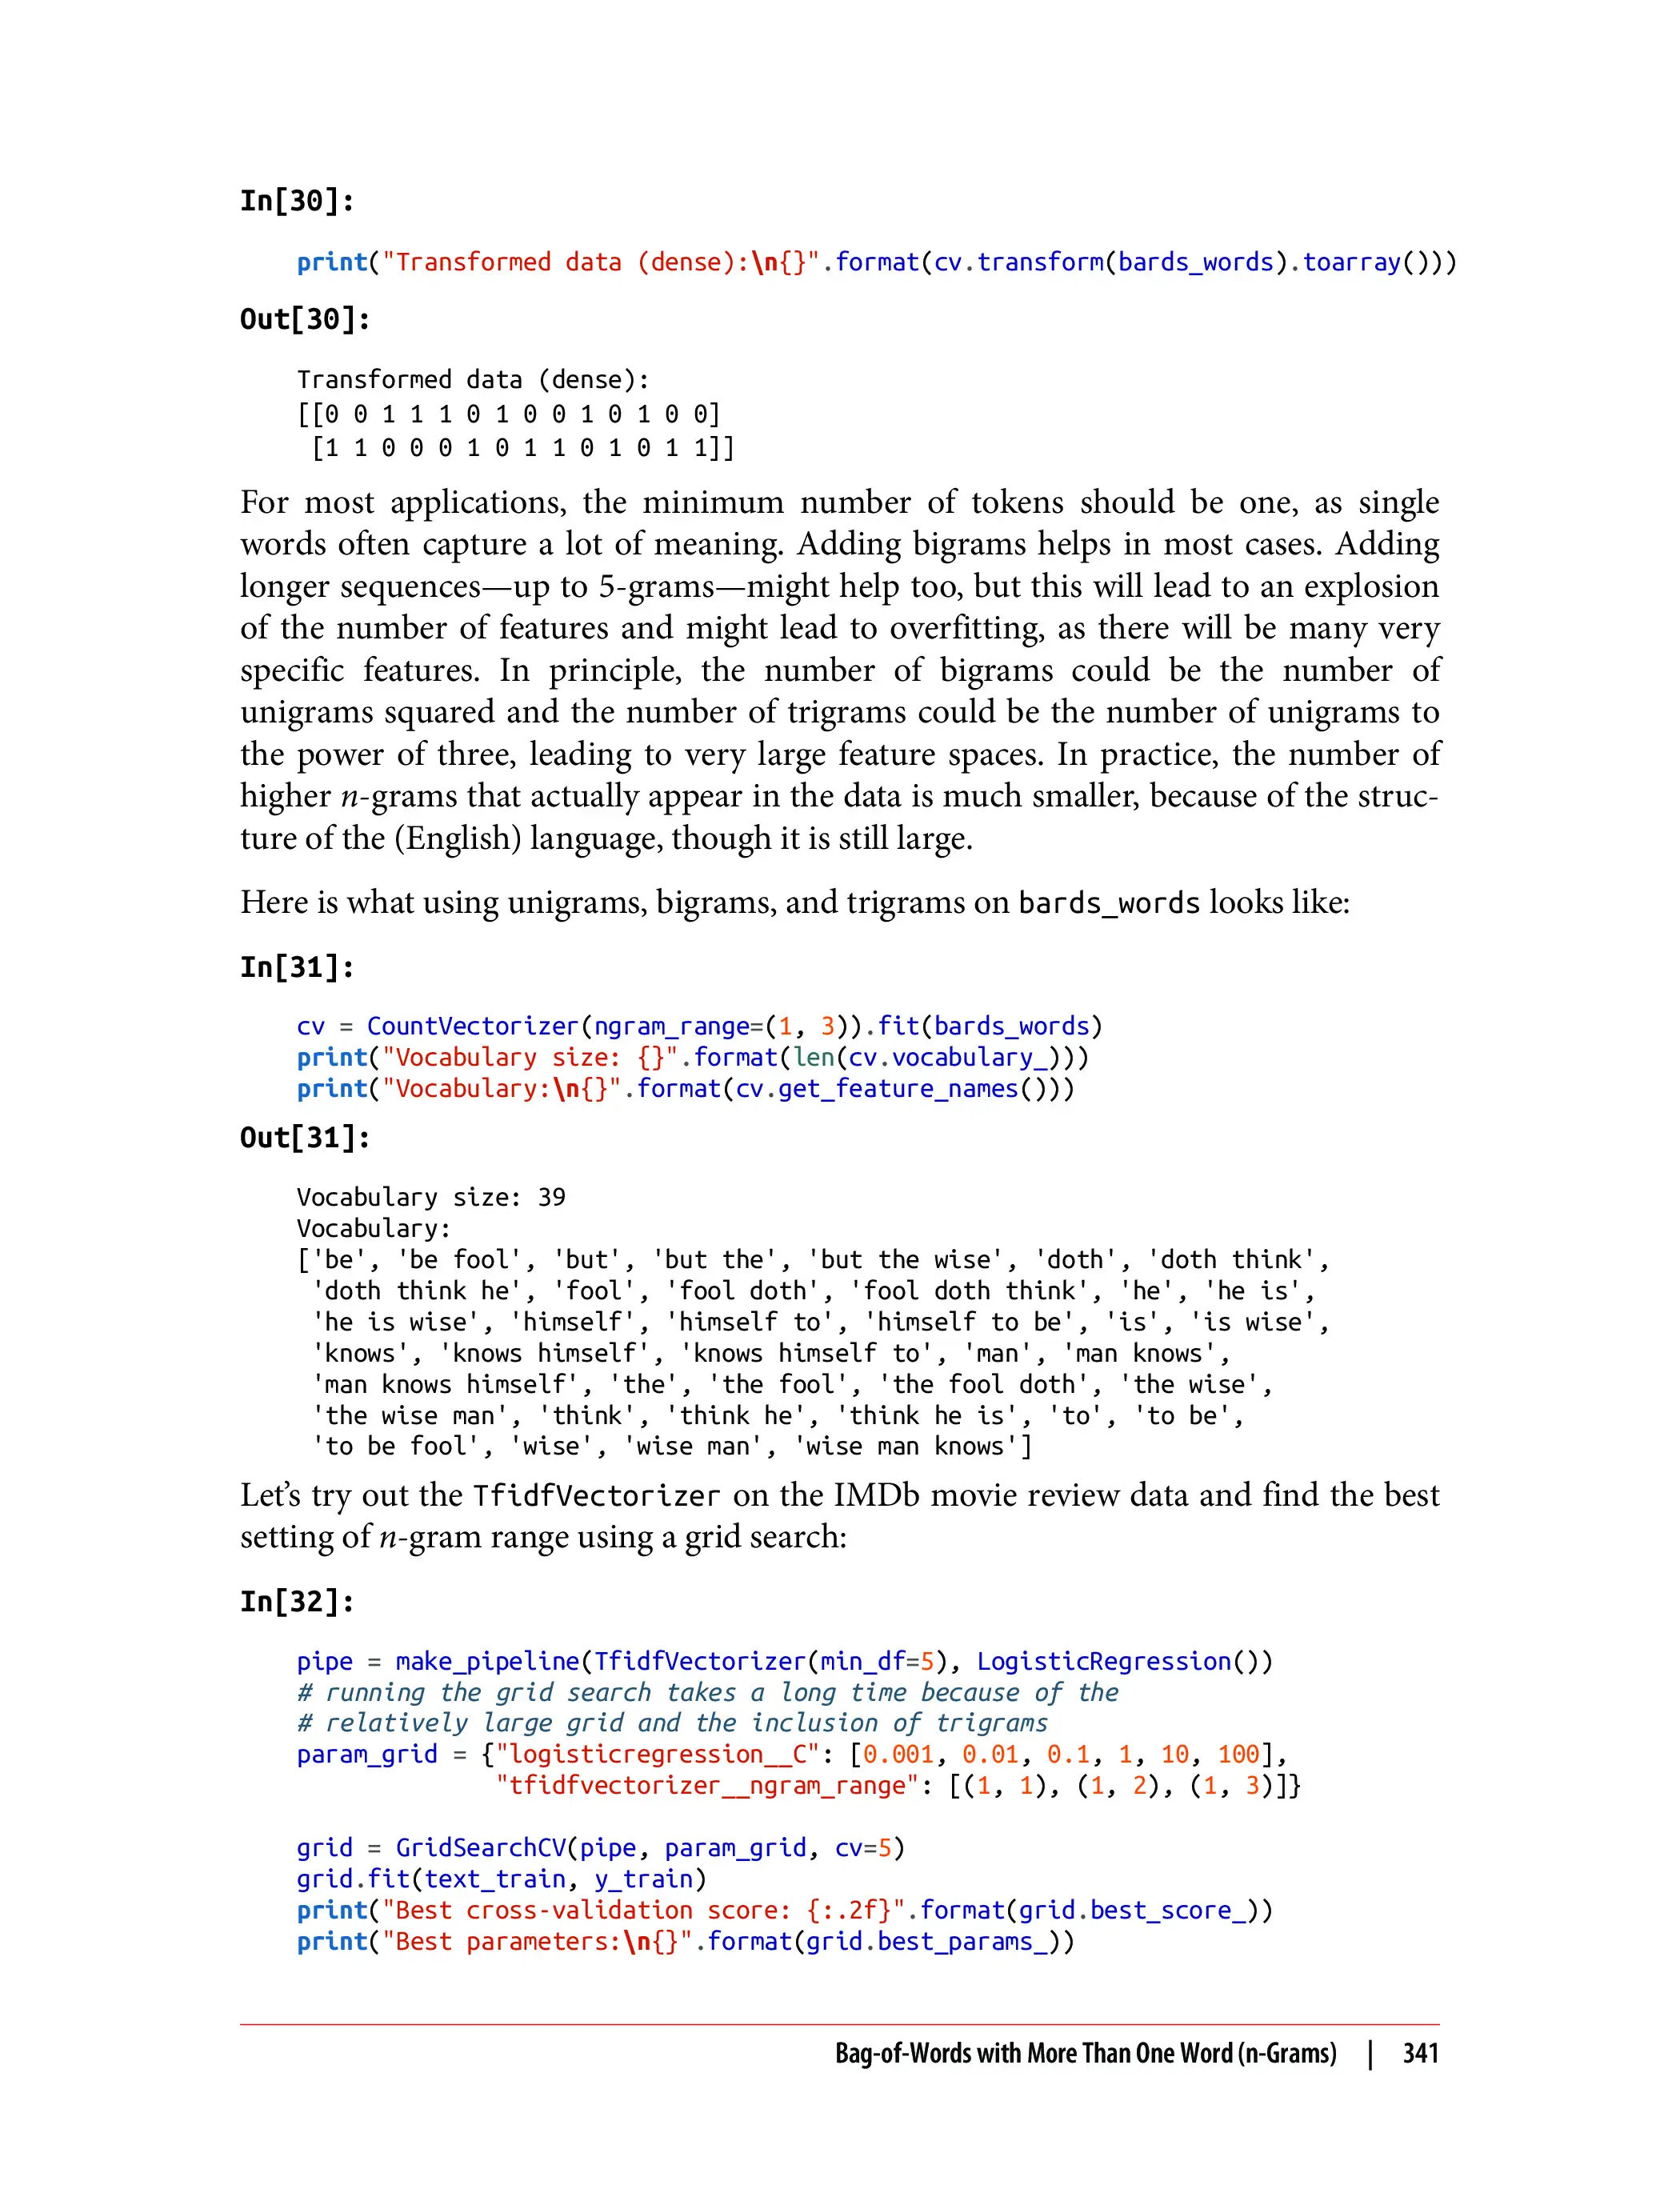 In[30]:
print("Transformed data (dense):\n{}".format(cv.transform(bards_words).toarray()))
Out[30]:
Transformed data (dense):
[[0 0 1 1 1 0 1 0 0 1 0 1 0 0]
 [1 1 0 0 0 1 0 1 1 0 1 0 1 1]]
For most applications, the minimum number of tokens should be one, as single
words often capture a lot of meaning. Adding bigrams helps in most cases. Adding
longer sequences—up to 5-grams—might help too, but this will lead to an explosion
of the number of features and might lead to overfitting, as there will be many very
specific features. In principle, the number of bigrams could be the number of
unigrams squared and the number of trigrams could be the number of unigrams to
the power of three, leading to very large feature spaces. In practice, the number of
higher n-grams that actually appear in the data is much smaller, because of the struc-
ture of the (English) language, though it is still large.
Here is what using unigrams, bigrams, and trigrams on bards_words looks like:
In[31]:
cv = CountVectorizer(ngram_range=(1, 3)).fit(bards_words)
print("Vocabulary size: {}".format(len(cv.vocabulary_)))
print("Vocabulary:\n{}".format(cv.get_feature_names()))
Out[31]:
Vocabulary size: 39
Vocabulary:
['be', 'be fool', 'but', 'but the', 'but the wise', 'doth', 'doth think',
 'doth think he', 'fool', 'fool doth', 'fool doth think', 'he', 'he is',
 'he is wise', 'himself', 'himself to', 'himself to be', 'is', 'is wise',
 'knows', 'knows himself', 'knows himself to', 'man', 'man knows',
 'man knows himself', 'the', 'the fool', 'the fool doth', 'the wise',
 'the wise man', 'think', 'think he', 'think he is', 'to', 'to be',
 'to be fool', 'wise', 'wise man', 'wise man knows']
Let's try out the TfidfVectorizer on the IMDb movie review data and find the best
setting of n-gram range using a grid search:
In[32]:
pipe = make_pipeline(TfidfVectorizer(min_df=5), LogisticRegression())
# running the grid search takes a long time because of the
# relatively large grid and the inclusion of trigrams
param_grid = {"logisticregression__C": [0.001, 0.01, 0.1, 1, 10, 100],
              "tfidfvectorizer__ngram_range": [(1, 1), (1, 2), (1, 3)]}
grid = GridSearchCV(pipe, param_grid, cv=5)
grid.fit(text_train, y_train)
print("Best cross-validation score: {:.2f}".format(grid.best_score_))
print("Best parameters:\n{}".format(grid.best_params_))
Bag-of-Words with More Than One Word (n-Grams) | 341